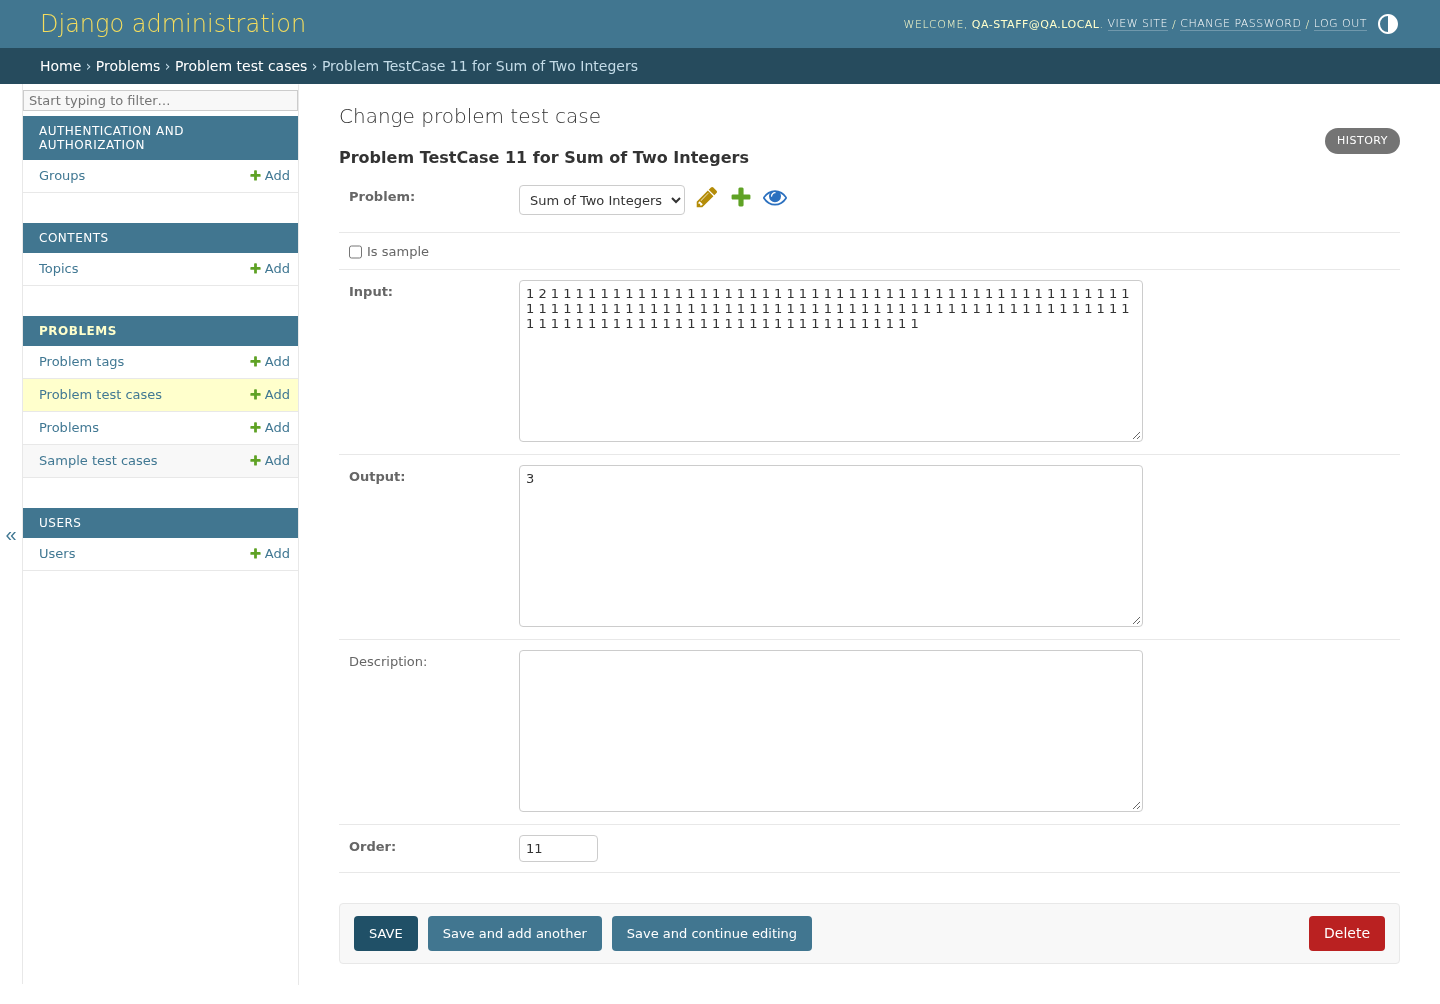 Django administration
WELCOME, QA-STAFF@QA.LOCAL. VIEW SITE / CHANGE PASSWORD / LOG OUT
Home › Problems › Problem test cases › Problem TestCase 11 for Sum of Two Integers
Start typing to filter…
AUTHENTICATION AND
AUTHORIZATION
Groups Add
CONTENTS
Topics Add
PROBLEMS
Problem tags Add
Problem test cases Add
Problems Add
Sample test cases Add
USERS
Users Add
«
Change problem test case
HISTORY
Problem TestCase 11 for Sum of Two Integers
Problem: Sum of Two Integers
Is sample
Input:
1 2 1 1 1 1 1 1 1 1 1 1 1 1 1 1 1 1 1 1 1 1 1 1 1 1 1 1 1 1 1 1 1 1 1 1 1 1 1 1 1 1 1 1 1 1 1 1 1
1 1 1 1 1 1 1 1 1 1 1 1 1 1 1 1 1 1 1 1 1 1 1 1 1 1 1 1 1 1 1 1 1 1 1 1 1 1 1 1 1 1 1 1 1 1 1 1 1
1 1 1 1 1 1 1 1 1 1 1 1 1 1 1 1 1 1 1 1 1 1 1 1 1 1 1 1 1 1 1 1
Output:
3
Description:
Order: 11
SAVE
Save and add another
Save and continue editing
Delete